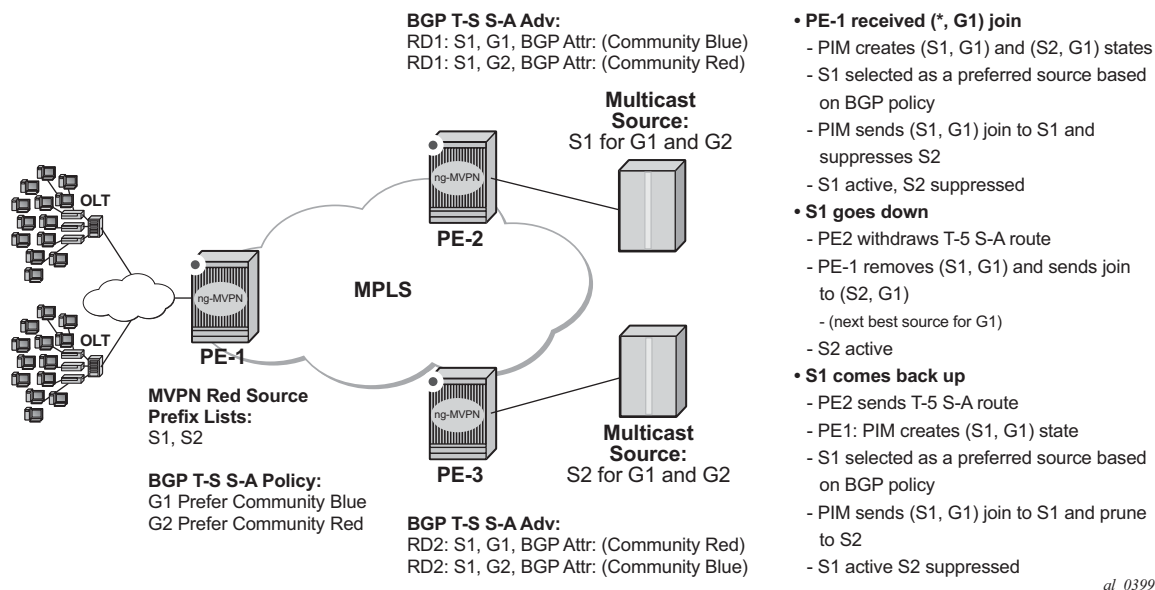 BGP T-S S-A Adv:
RD1: S1, G1, BGP Attr: (Community Blue)
RD1: S1, G2, BGP Attr: (Community Red)
Multicast
Source:
S1 for G1 and G2
ng-MVPN
PE-2
OLT
OLT
ng-MVPN
PE-1
MPLS
MVPN Red Source
Prefix Lists:
S1, S2
BGP T-S S-A Policy:
G1 Prefer Community Blue
G2 Prefer Community Red
ng-MVPN
PE-3
Multicast
Source:
S2 for G1 and G2
BGP T-S S-A Adv:
RD2: S1, G1, BGP Attr: (Community Red)
RD2: S1, G2, BGP Attr: (Community Blue)
• PE-1 received (*, G1) join
- PIM creates (S1, G1) and (S2, G1) states
- S1 selected as a preferred source based
on BGP policy
- PIM sends (S1, G1) join to S1 and
suppresses S2
- S1 active, S2 suppressed
• S1 goes down
- PE2 withdraws T-5 S-A route
- PE-1 removes (S1, G1) and sends join
to (S2, G1)
- (next best source for G1)
- S2 active
• S1 comes back up
- PE2 sends T-5 S-A route
- PE1: PIM creates (S1, G1) state
- S1 selected as a preferred source based
on BGP policy
- PIM sends (S1, G1) join to S1 and prune
to S2
- S1 active S2 suppressed
al_0399